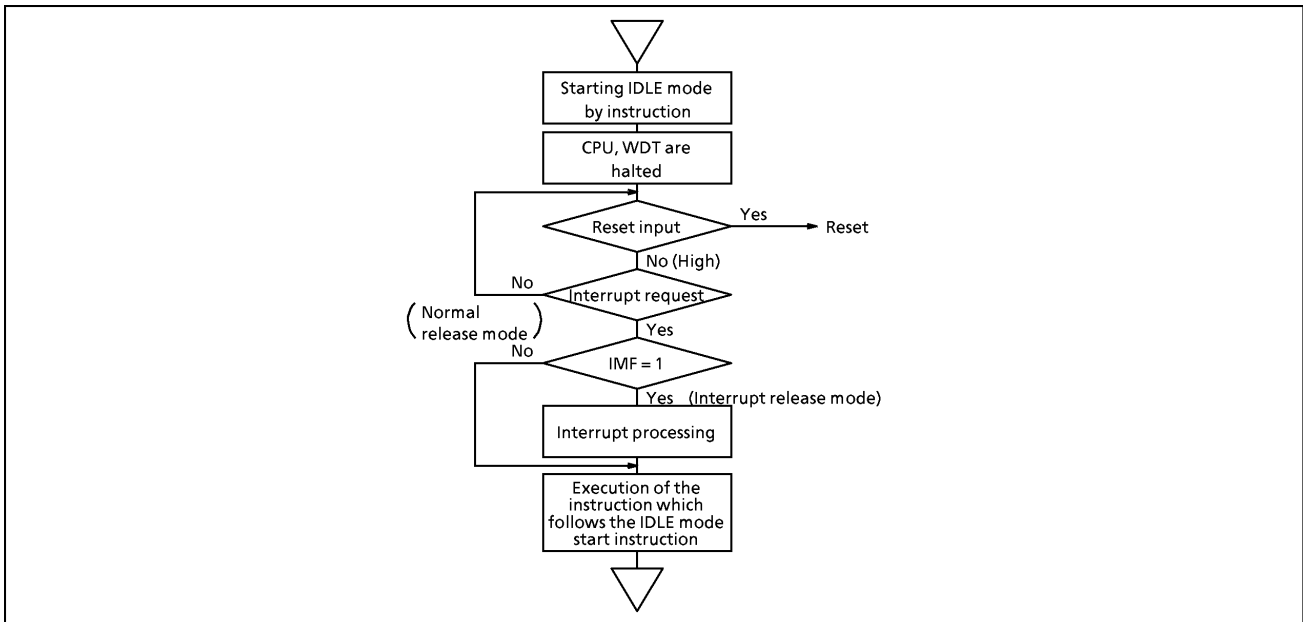 Starting IDLE mode
by instruction
CPU, WDT are
halted
Reset input
Yes
Reset
No (High)
No
Interrupt request
(Normal
release mode)
Yes
No
IMF = 1
Yes (Interrupt release mode)
Interrupt processing
Execution of the
instruction which
follows the IDLE mode
start instruction